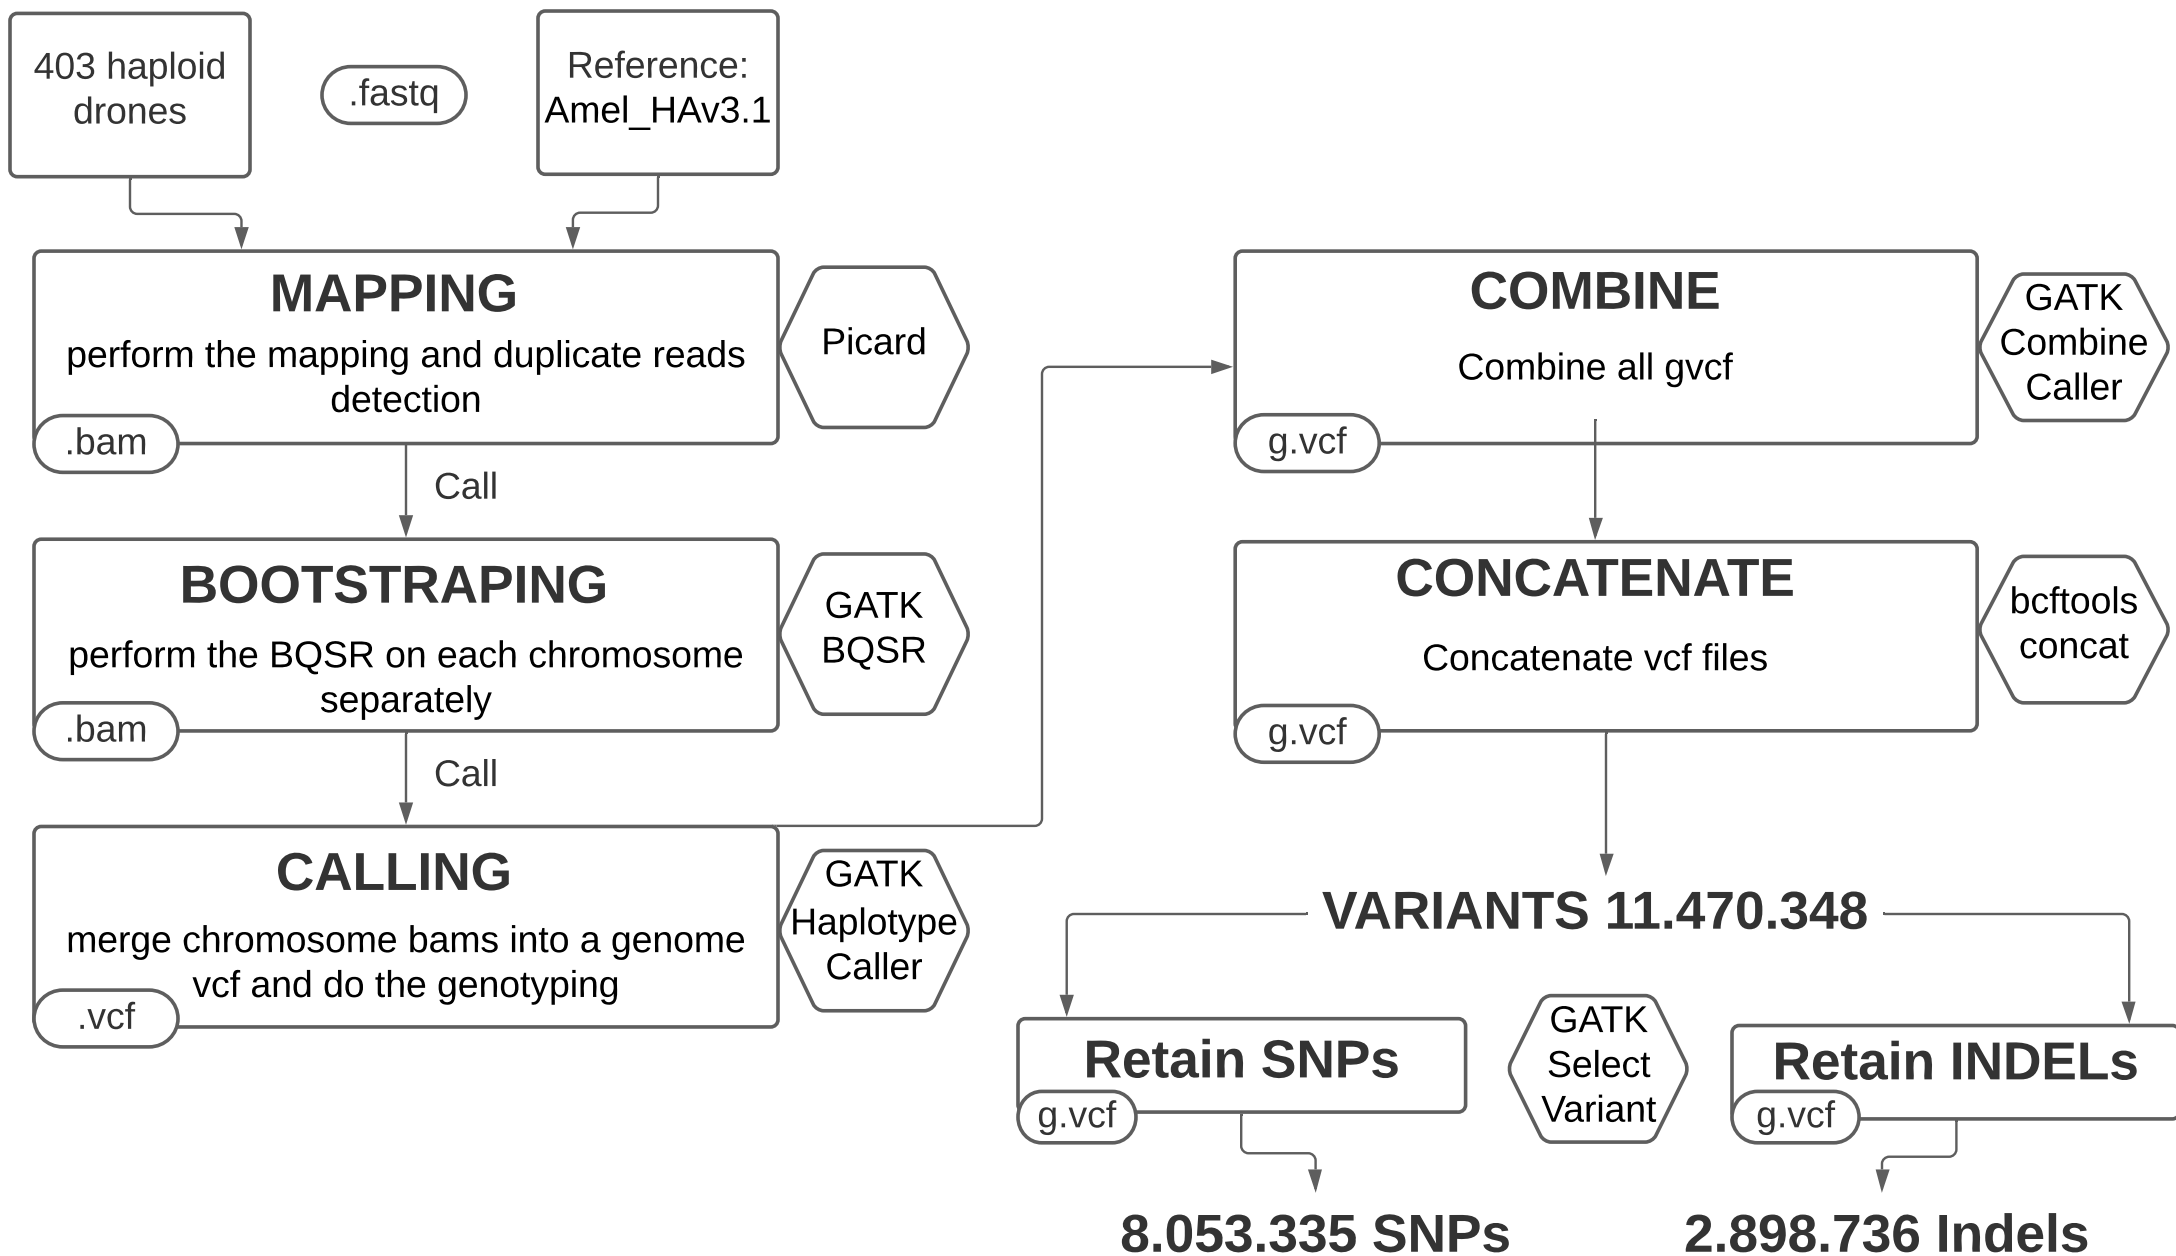 403 haploid
drones
.fastq
Reference:
Amel_HAv3.1
MAPPING
perform the mapping and duplicate reads
detection
.bam
Picard
Call
BOOTSTRAPING
perform the BQSR on each chromosome
separately
.bam
GATK
BQSR
Call
CALLING
merge chromosome bams into a genome
vcf and do the genotyping
.vcf
GATK
Haplotype
Caller
COMBINE
Combine all gvcf
g.vcf
GATK
Combine
Caller
CONCATENATE
Concatenate vcf files
g.vcf
bcftools
concat
VARIANTS 11.470.348
Retain SNPs
g.vcf
GATK
Select
Variant
Retain INDELs
g.vcf
8.053.335 SNPs
2.898.736 Indels